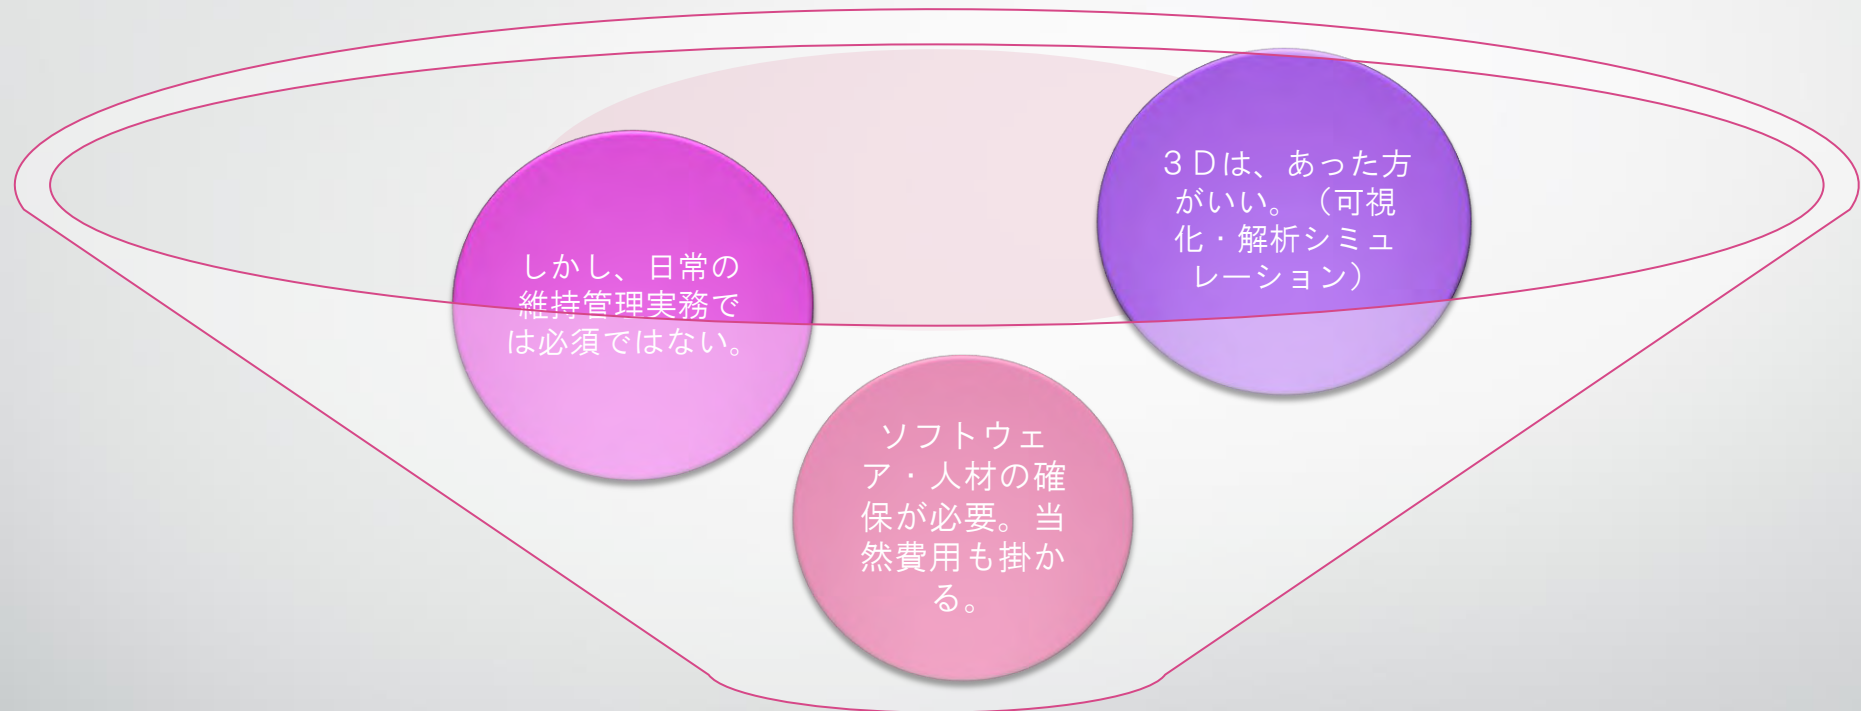 ３Ｄは、あった方
がいい。（可視
化・解析シミュ
レーション）
しかし、日常の
維持管理実務で
は必須ではない。
ソフトウェ
ア・人材の確
保が必要。当
然費用も掛か
る。